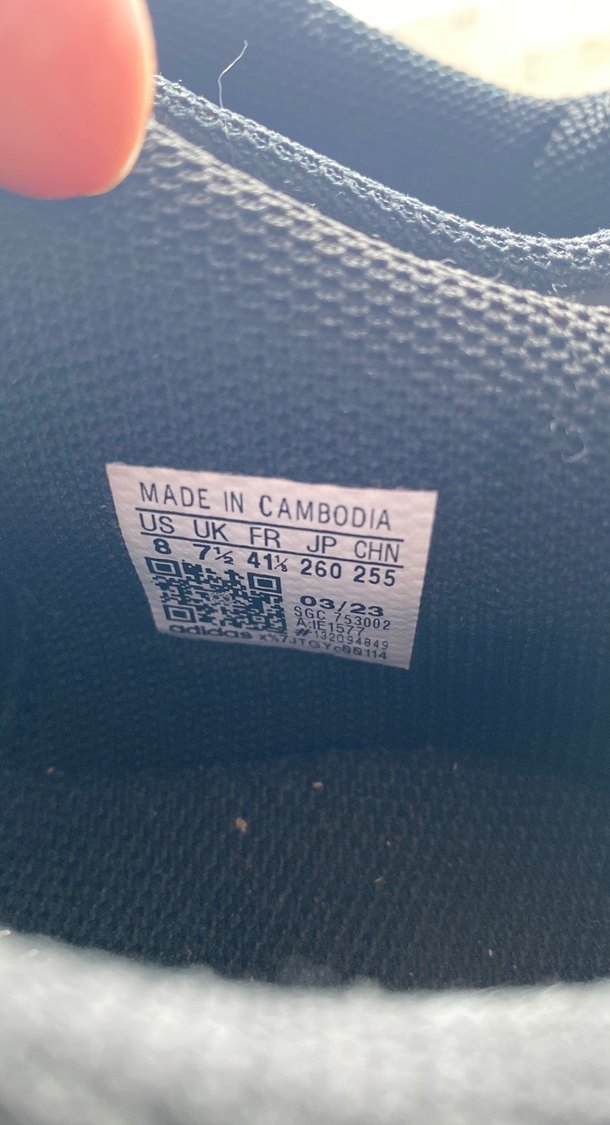 MADE IN CAMBODIA
US UK FR JP CHN
8 7½ 41⅓ 260 255
03/23
SGC 753002
A:IE1577
#132094849
adidas x%7JTGYc00114